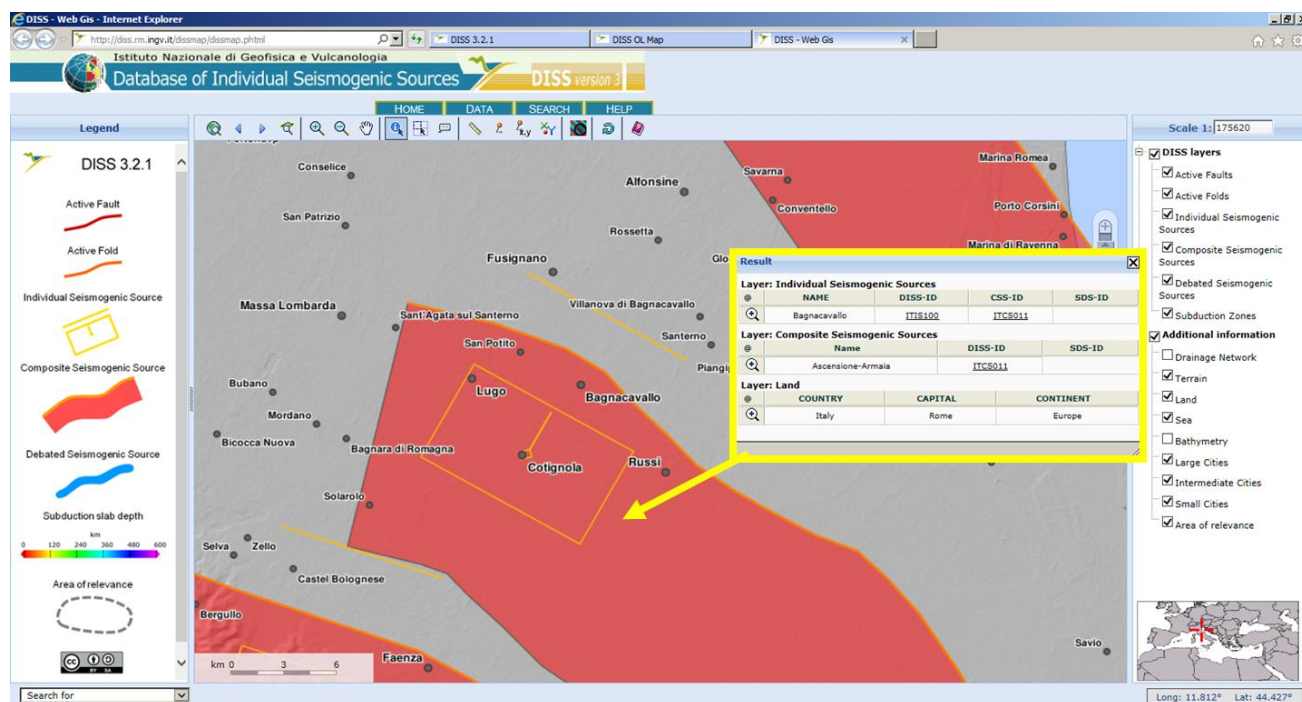 DISS - Web Gis - Internet Explorer
http://diss.rm.ingv.it/dissmap/dissmap.phtml
DISS 3.2.1
DISS OL Map
DISS - Web Gis
Istituto Nazionale di Geofisica e Vulcanologia
Database of Individual Seismogenic Sources
DISS version 3
HOME DATA SEARCH HELP
Legend
Scale 1: 175620
DISS 3.2.1
Active Fault
Active Fold
Individual Seismogenic Source
Composite Seismogenic Source
Debated Seismogenic Source
Subduction slab depth
km
0 120 240 360 480 600
Area of relevance
cc BY SA
Search for
Conselice
San Patrizio
Alfonsine
Savarna
Marina Romea
Conventello
Porto Corsini
Rossetta
Marina di Ravenna
Fusignano
Glo
Massa Lombarda
Sant'Agata sul Santerno
Villanova di Bagnacavallo
San Potito
Santerno
Piangip
Bubano
Lugo
Bagnacavallo
Mordano
Bicocca Nuova
Bagnara di Romagna
Cotignola
Russi
Solarolo
Selva
Zello
Castel Bolognese
Bergullo
Faenza
Savio
km 0 3 6
Result
Layer: Individual Seismogenic Sources
@ NAME DISS-ID CSS-ID SDS-ID
Bagnacavallo ITIS100 ITCS011
Layer: Composite Seismogenic Sources
@ Name DISS-ID SDS-ID
Ascensione-Armaia ITCS011
Layer: Land
@ COUNTRY CAPITAL CONTINENT
Italy Rome Europe
DISS layers
Active Faults
Active Folds
Individual Seismogenic
Sources
Composite Seismogenic
Sources
Debated Seismogenic
Sources
Subduction Zones
Additional information
Drainage Network
Terrain
Land
Sea
Bathymetry
Large Cities
Intermediate Cities
Small Cities
Area of relevance
Long: 11.812° Lat: 44.427°